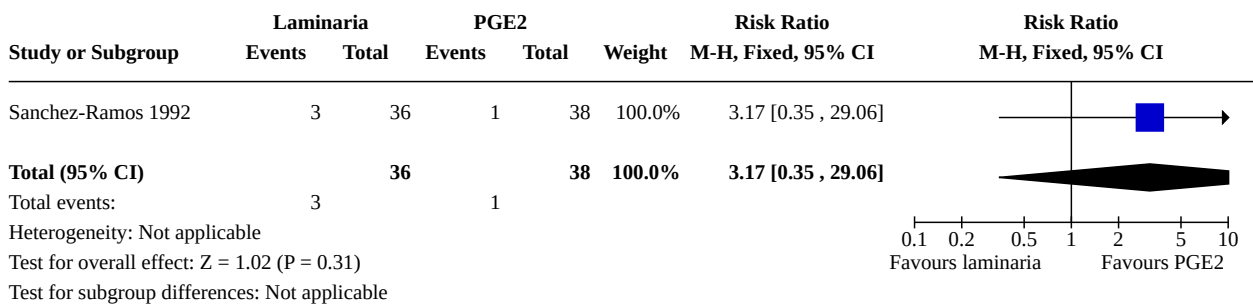 Laminaria PGE2 Risk Ratio Risk Ratio
Study or Subgroup Events Total Events Total Weight M-H, Fixed, 95% CI M-H, Fixed, 95% CI
Sanchez-Ramos 1992 3 36 1 38 100.0% 3.17 [0.35 , 29.06]
Total (95% CI) 36 38 100.0% 3.17 [0.35 , 29.06]
Total events: 3 1
Heterogeneity: Not applicable
0.1 0.2 0.5 1 2 5 10
Test for overall effect: Z = 1.02 (P = 0.31) Favours laminaria Favours PGE2
Test for subgroup differences: Not applicable